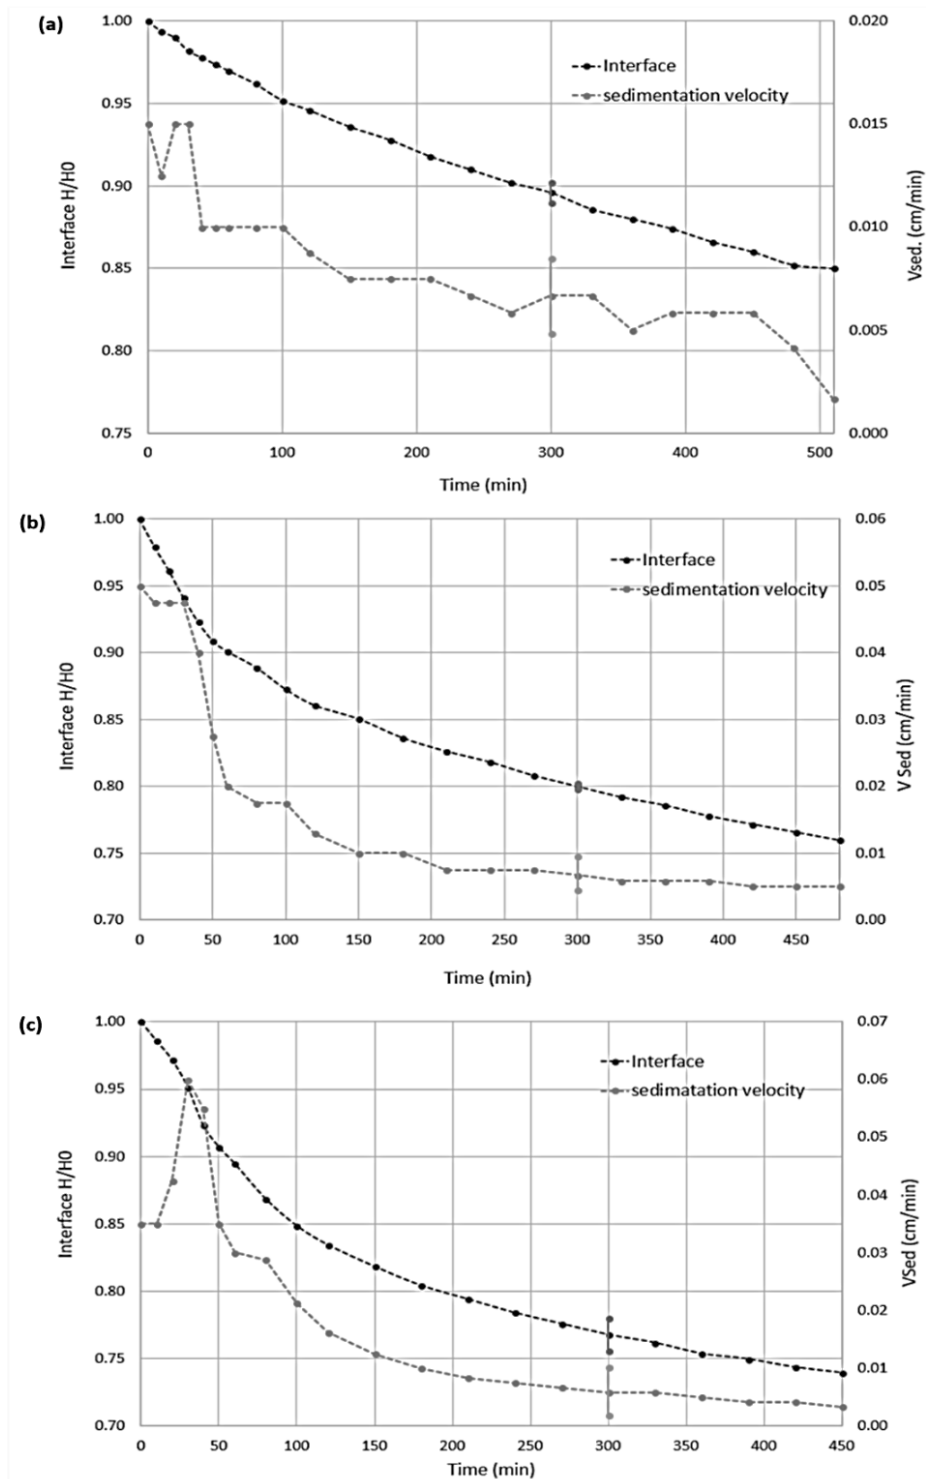 (a)
Interface H/H0
1.00
0.95
0.90
0.85
0.80
0.75
Interface
sedimentation velocity
0.020
0.015
0.010
0.005
0.000
Vsed. (cm/min)
0 100 200 300 400 500
Time (min)
(b)
Interface H/H0
1.00
0.95
0.90
0.85
0.80
0.75
0.70
Interface
sedimentation velocity
0.06
0.05
0.04
0.03
0.02
0.01
0.00
V Sed (cm/min)
0 50 100 150 200 250 300 350 400 450
Time (min)
(c)
Interface H/H0
1.00
0.95
0.90
0.85
0.80
0.75
0.70
Interface
sedimatation velocity
0.07
0.06
0.05
0.04
0.03
0.02
0.01
0.00
VSed (cm/min)
0 50 100 150 200 250 300 350 400 450
Time (min)